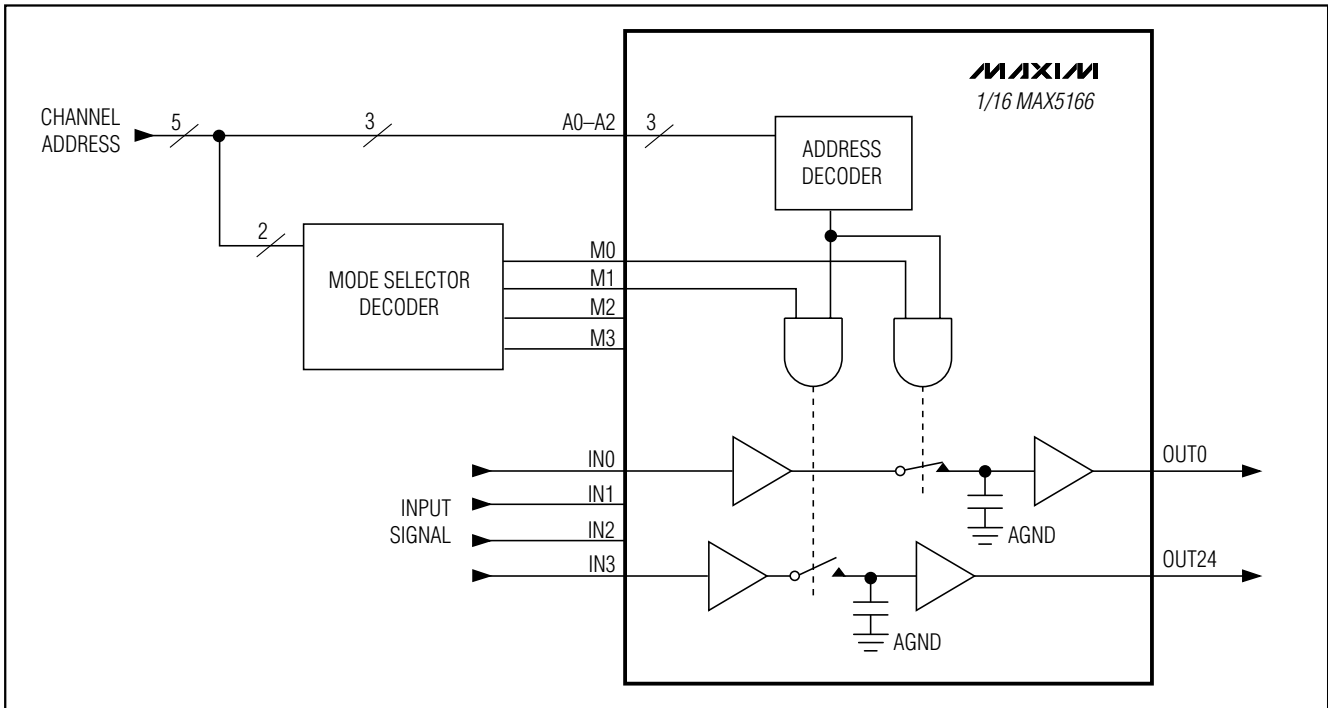 MAXIM
1/16 MAX5166
CHANNEL
ADDRESS
5
3
A0–A2
3
ADDRESS
DECODER
2
MODE SELECTOR
DECODER
M0
M1
M2
M3
INPUT
SIGNAL
IN0
IN1
IN2
IN3
OUT0
AGND
OUT24
AGND